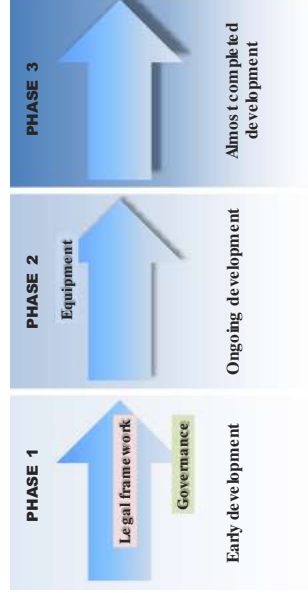 PHASE 1
Legal framework
Governance
Early development
PHASE 2
Equipment
Ongoing development
PHASE 3
Almost completed
development